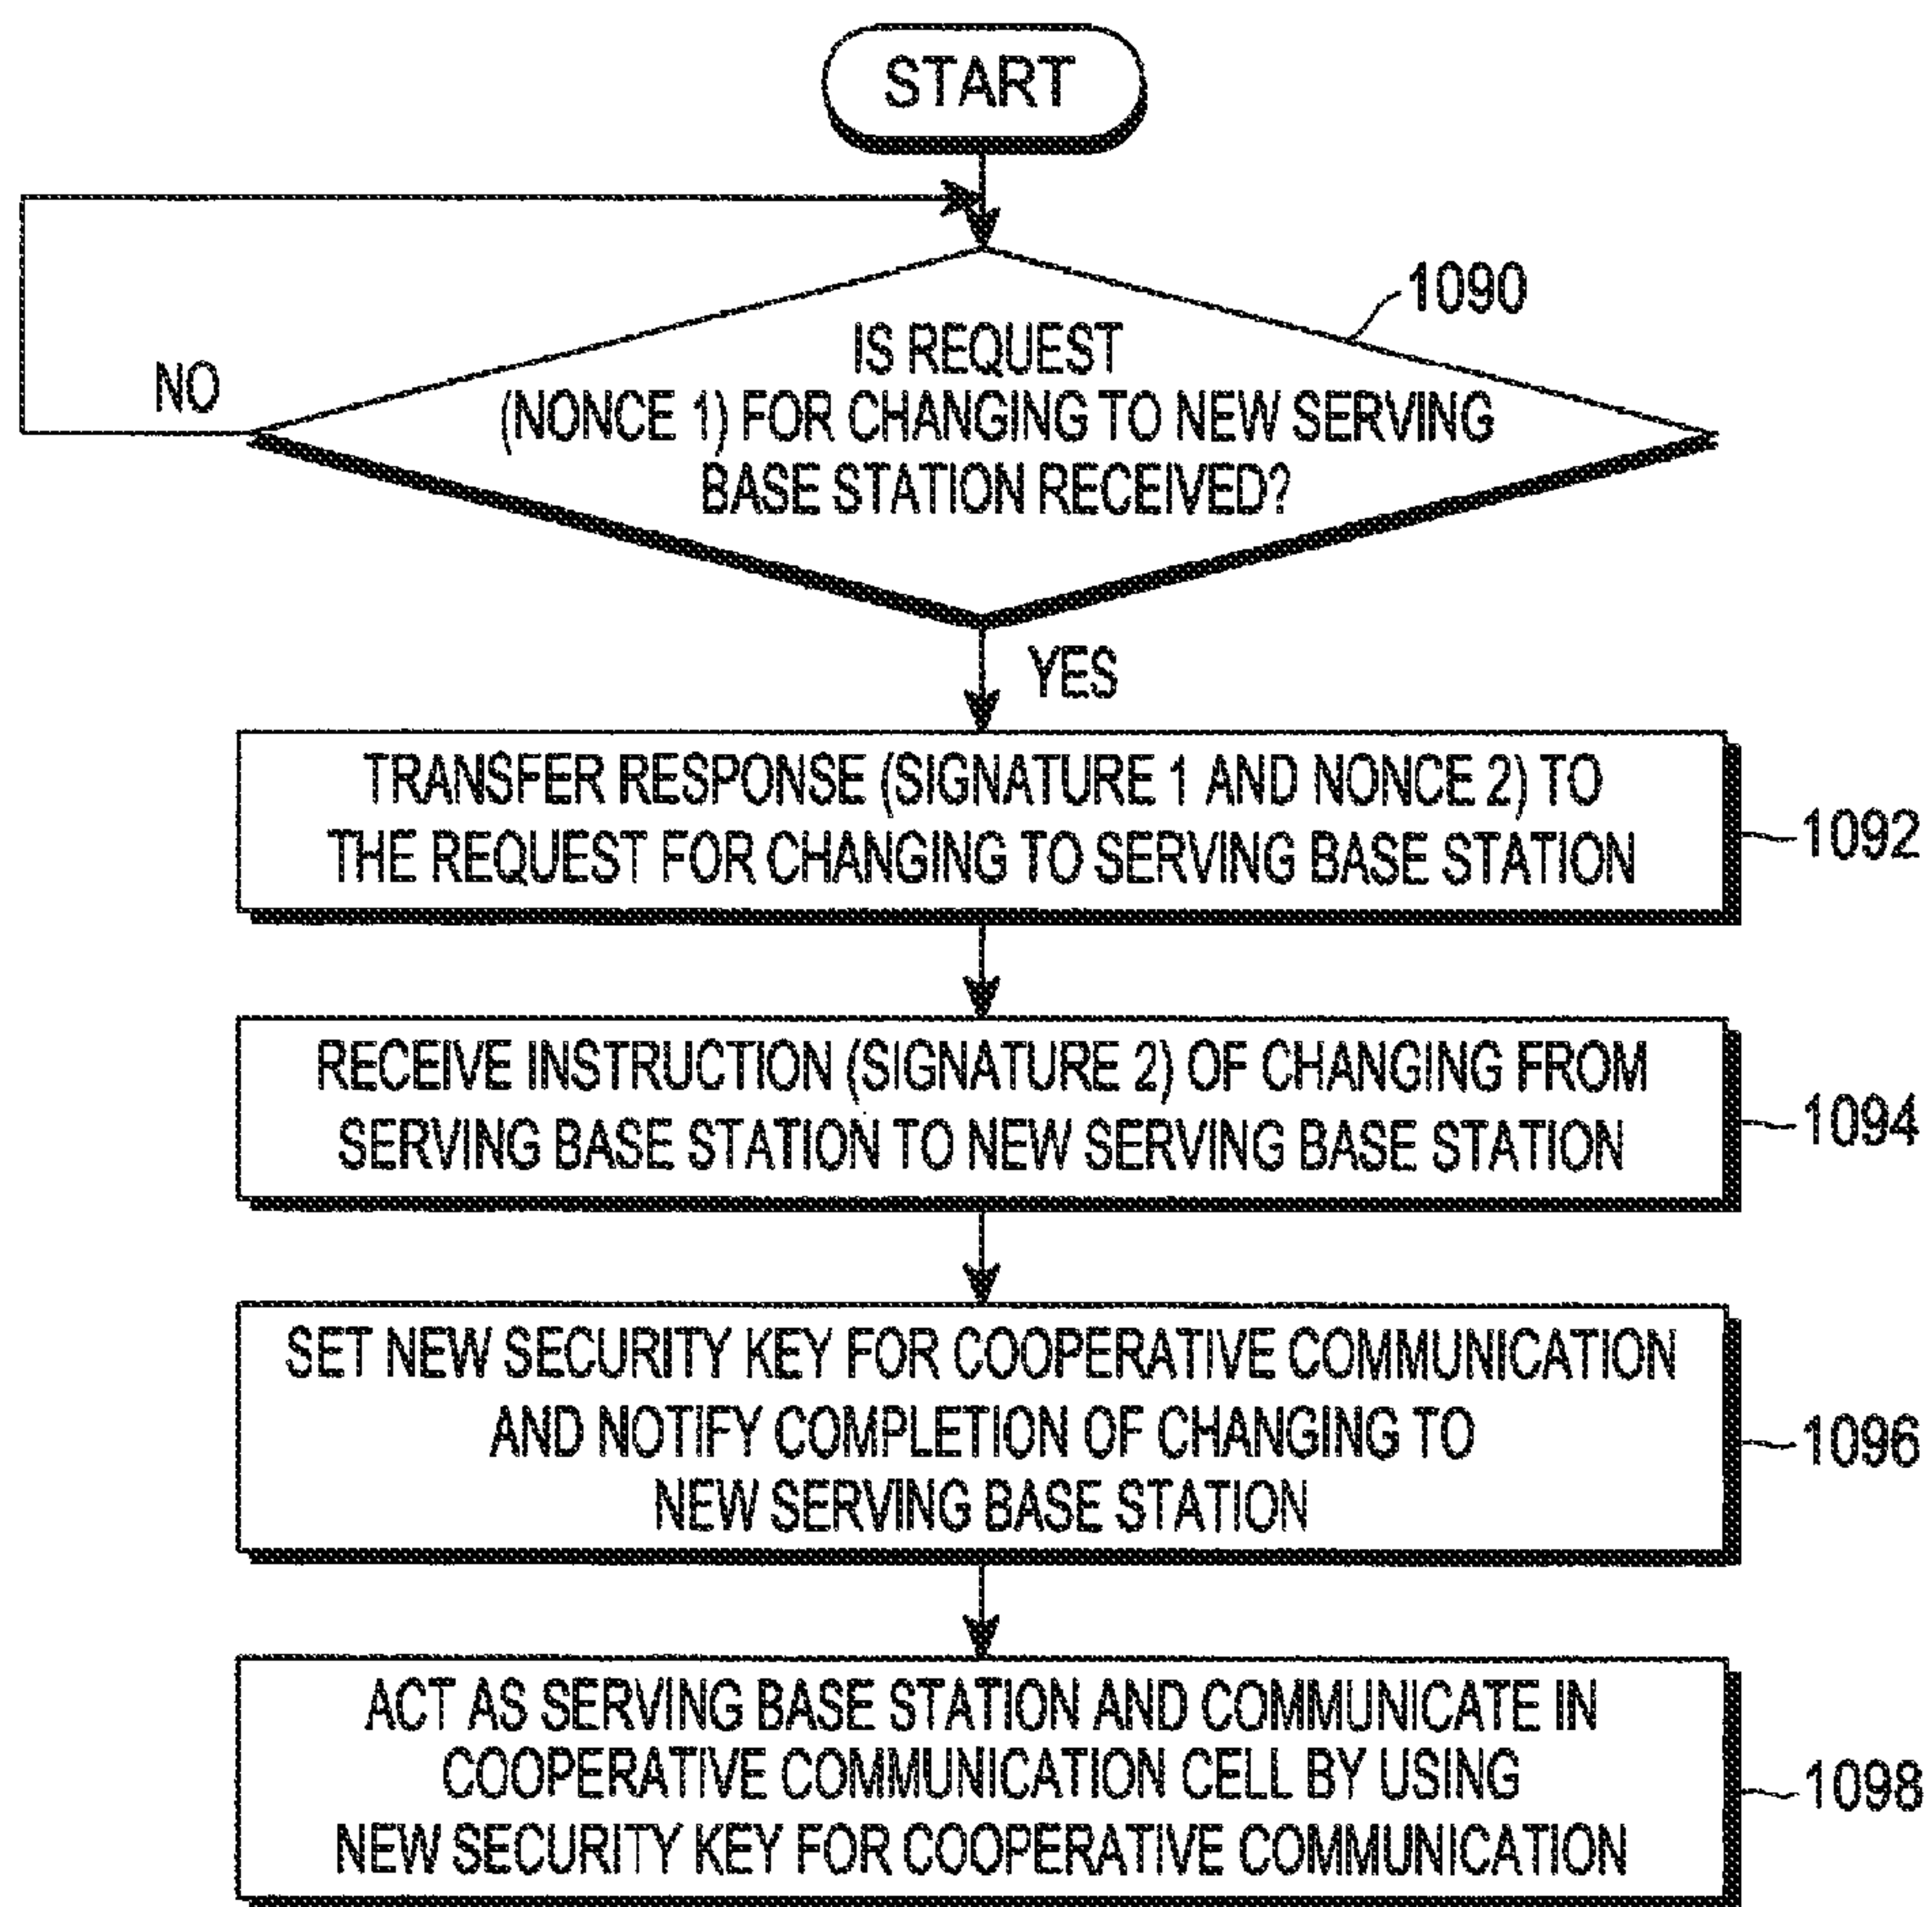 START
1090
IS REQUEST
(NONCE 1) FOR CHANGING TO NEW SERVING
BASE STATION RECEIVED?
NO
YES
TRANSFER RESPONSE (SIGNATURE 1 AND NONCE 2) TO
THE REQUEST FOR CHANGING TO SERVING BASE STATION
1092
RECEIVE INSTRUCTION (SIGNATURE 2) OF CHANGING FROM
SERVING BASE STATION TO NEW SERVING BASE STATION
1094
SET NEW SECURITY KEY FOR COOPERATIVE COMMUNICATION
AND NOTIFY COMPLETION OF CHANGING TO
NEW SERVING BASE STATION
1096
ACT AS SERVING BASE STATION AND COMMUNICATE IN
COOPERATIVE COMMUNICATION CELL BY USING
NEW SECURITY KEY FOR COOPERATIVE COMMUNICATION
1098